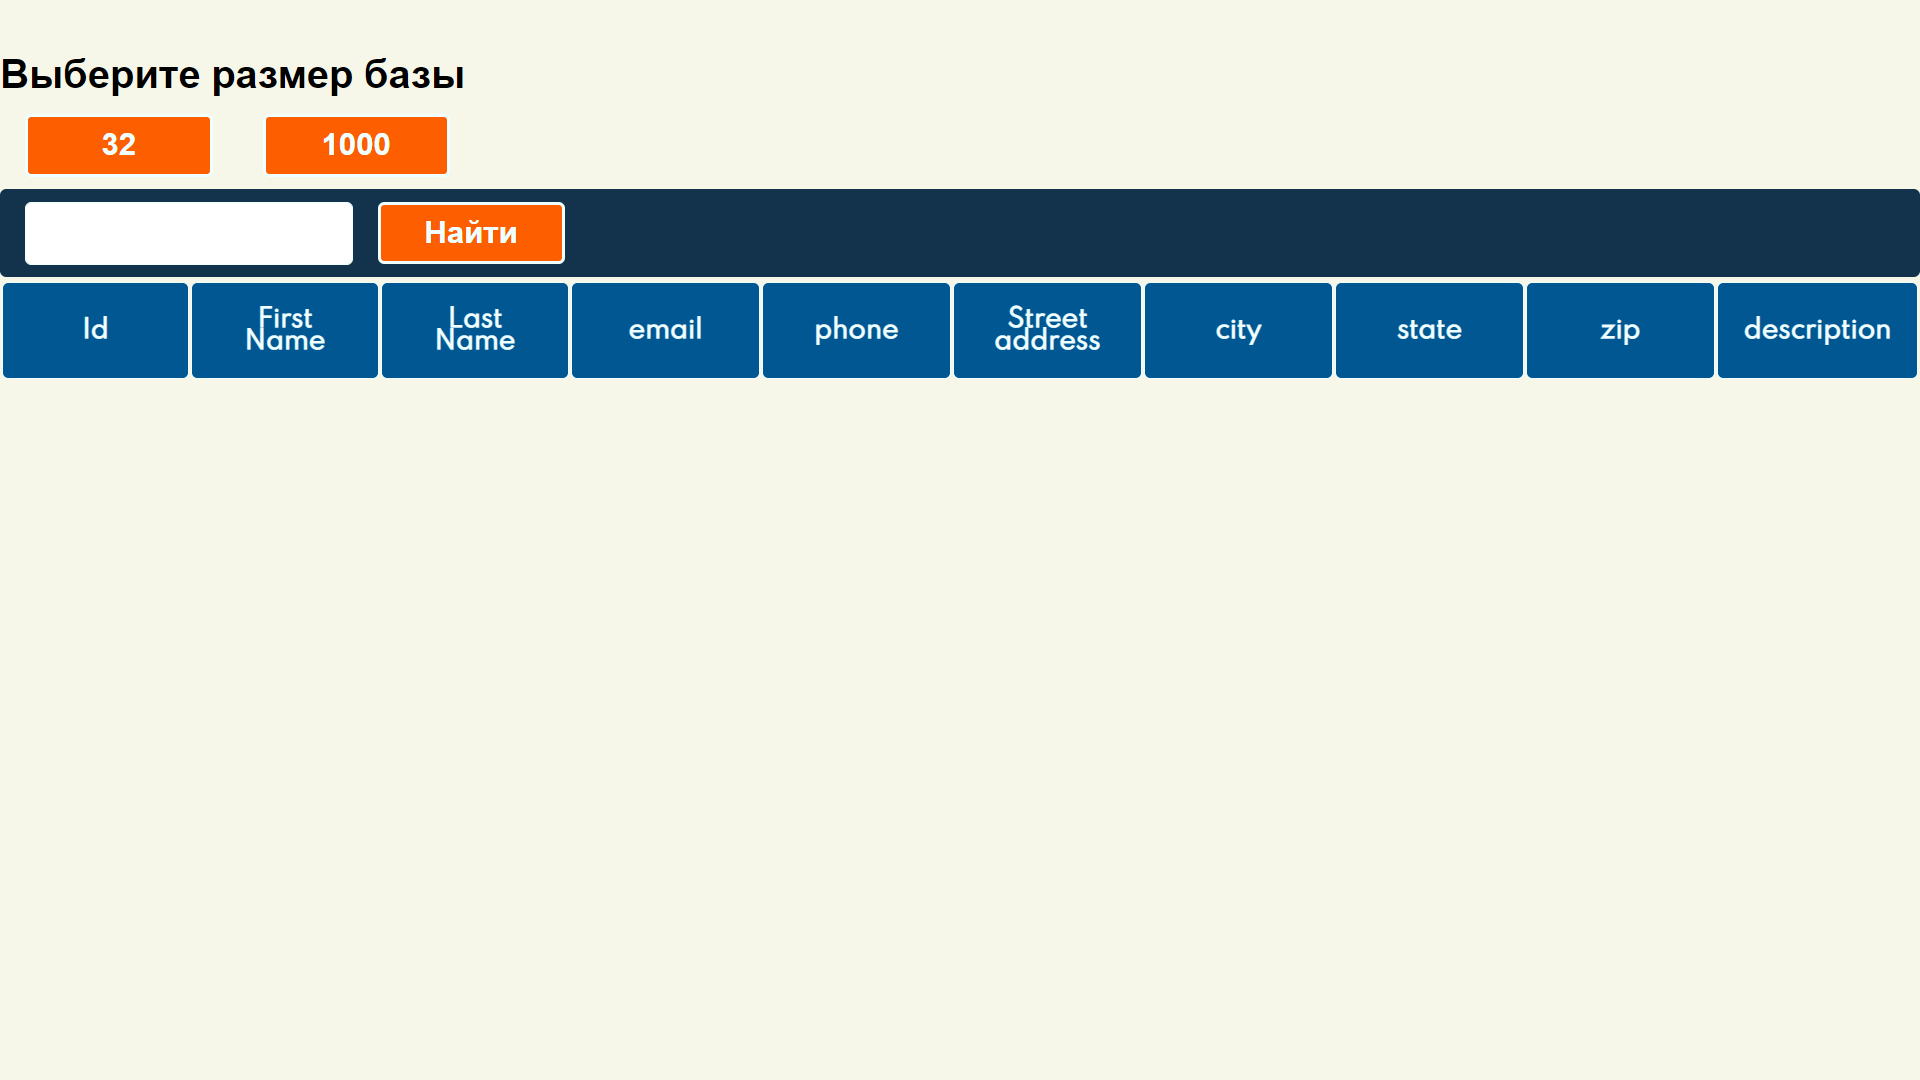 Выберите размер базы
32 1000
Найти
Id First Name Last Name email phone Street address city state zip description